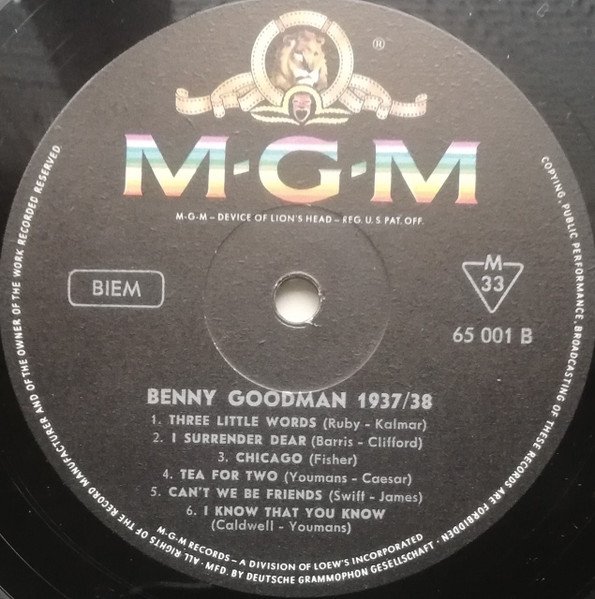 ®
M·G·M
M-G-M – DEVICE OF LION'S HEAD – REG. U.S. PAT. OFF.
BIEM
M
33
65 001 B
BENNY GOODMAN 1937/38
1. THREE LITTLE WORDS (Ruby - Kalmar)
2. I SURRENDER DEAR (Barris - Clifford)
3. CHICAGO (Fisher)
4. TEA FOR TWO (Youmans - Caesar)
5. CAN'T WE BE FRIENDS (Swift - James)
6. I KNOW THAT YOU KNOW
(Caldwell - Youmans)
M-G-M RECORDS – A DIVISION OF LOEW'S INCORPORATED
ALL RIGHTS OF THE RECORD MANUFACTURER AND OF THE OWNER OF THE WORK RECORDED RESERVED.
COPYING, PUBLIC PERFORMANCE, BROADCASTING OF THESE RECORDS ARE FORBIDDEN · MFD. BY DEUTSCHE GRAMMOPHON GESELLSCHAFT ·